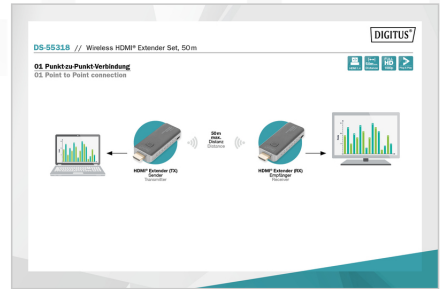 DIGITUS®
DS-55318 // Wireless HDMI® Extender Set, 50m
01 Punkt-zu-Punkt-Verbindung
01 Point to Point connection
50m
max.
Distanz
Distance
HDMI® Extender (TX)
Sender
Transmitter
HDMI® Extender (RX)
Empfänger
Receiver